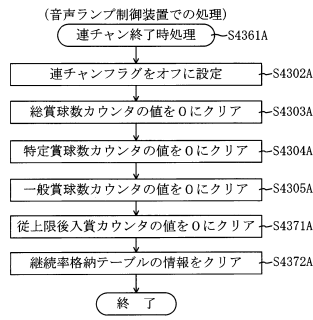 (音声ランプ制御装置での処理)
連チャン終了時処理 S4361A
連チャンフラグをオフに設定 S4302A
総賞球数カウンタの値を0にクリア S4303A
特定賞球数カウンタの値を0にクリア S4304A
一般賞球数カウンタの値を0にクリア S4305A
従上限後入賞カウンタの値を0にクリア S4371A
継続率格納テーブルの情報をクリア S4372A
終 了